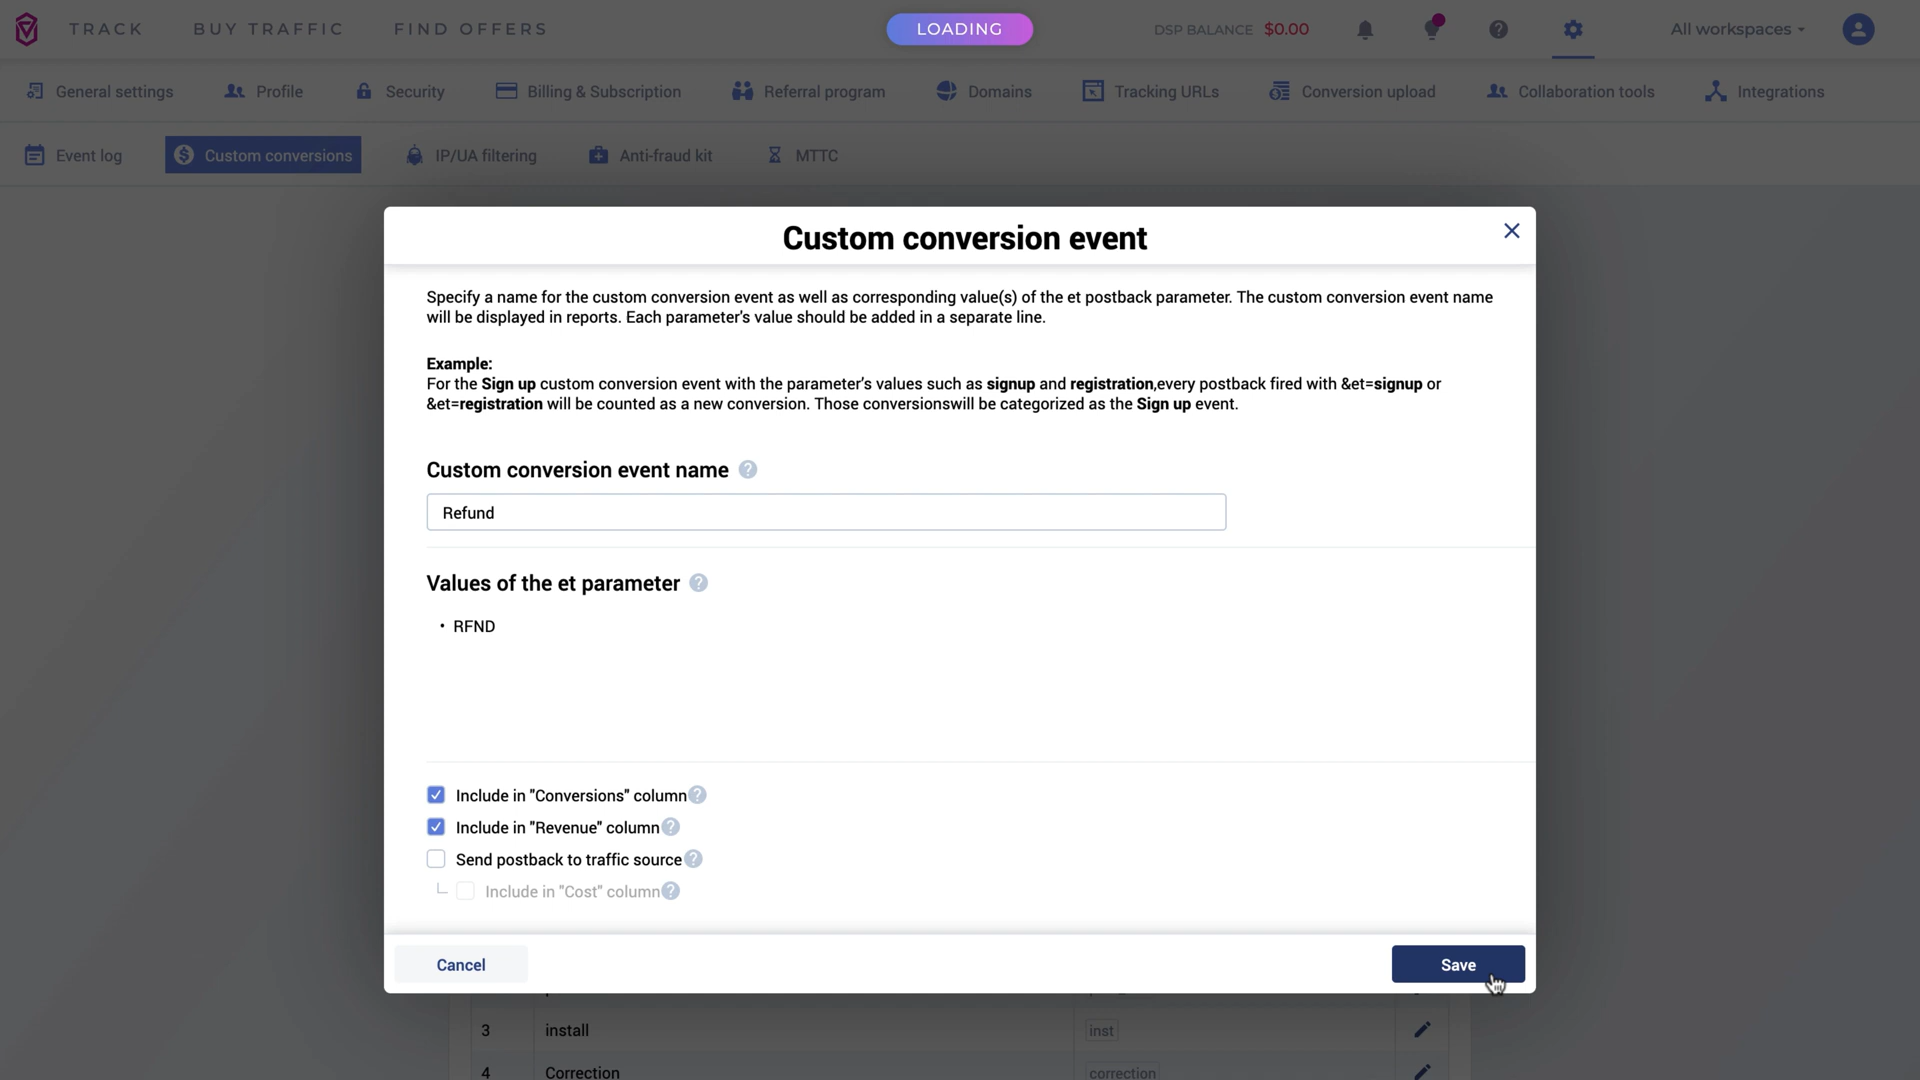 TRACK
BUY TRAFFIC
FIND OFFERS
LOADING
DSP BALANCE $0.00
All workspaces
General settings
Profile
Security
Billing & Subscription
Referral program
Domains
Tracking URLs
Conversion upload
Collaboration tools
Integrations
Event log
Custom conversions
IP/UA filtering
Anti-fraud kit
MTTC
Custom conversion event
Specify a name for the custom conversion event as well as corresponding value(s) of the et postback parameter. The custom conversion event name
will be displayed in reports. Each parameter's value should be added in a separate line.
Example:
For the Sign up custom conversion event with the parameter's values such as signup and registration,every postback fired with &et=signup or
&et=registration will be counted as a new conversion. Those conversionswill be categorized as the Sign up event.
Custom conversion event name ?
Refund
Values of the et parameter ?
• RFND
Include in "Conversions" column ?
Include in "Revenue" column ?
Send postback to traffic source ?
Include in "Cost" column ?
Cancel
Save
3 install inst
4 Correction correction